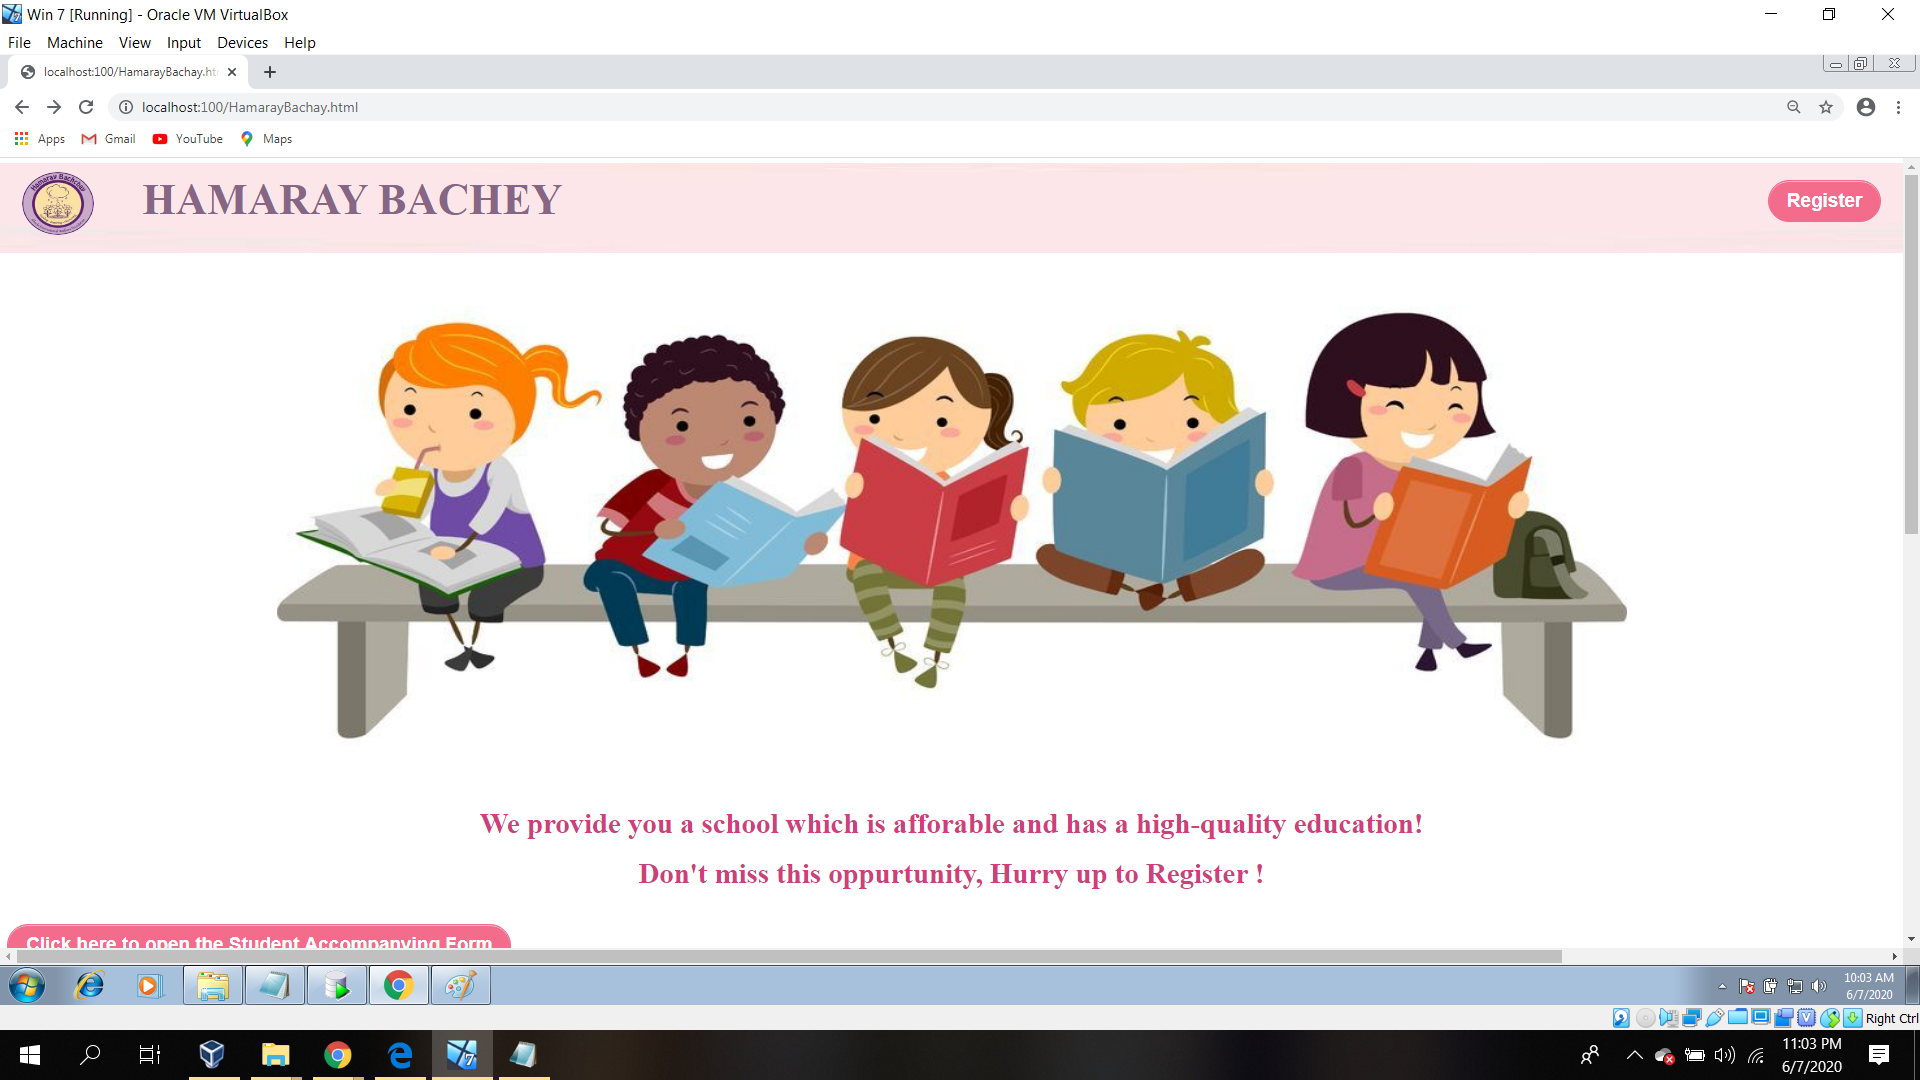 Win 7 [Running] - Oracle VM VirtualBox
File Machine View Input Devices Help
localhost:100/HamarayBachay.ht
localhost:100/HamarayBachay.html
Apps Gmail YouTube Maps
Hamaray Bachchay
HAMARAY BACHEY
Register
We provide you a school which is afforable and has a high-quality education!
Don't miss this oppurtunity, Hurry up to Register !
Click here to open the Student Accompanying Form
10:03 AM
6/7/2020
Right Ctrl
11:03 PM
6/7/2020